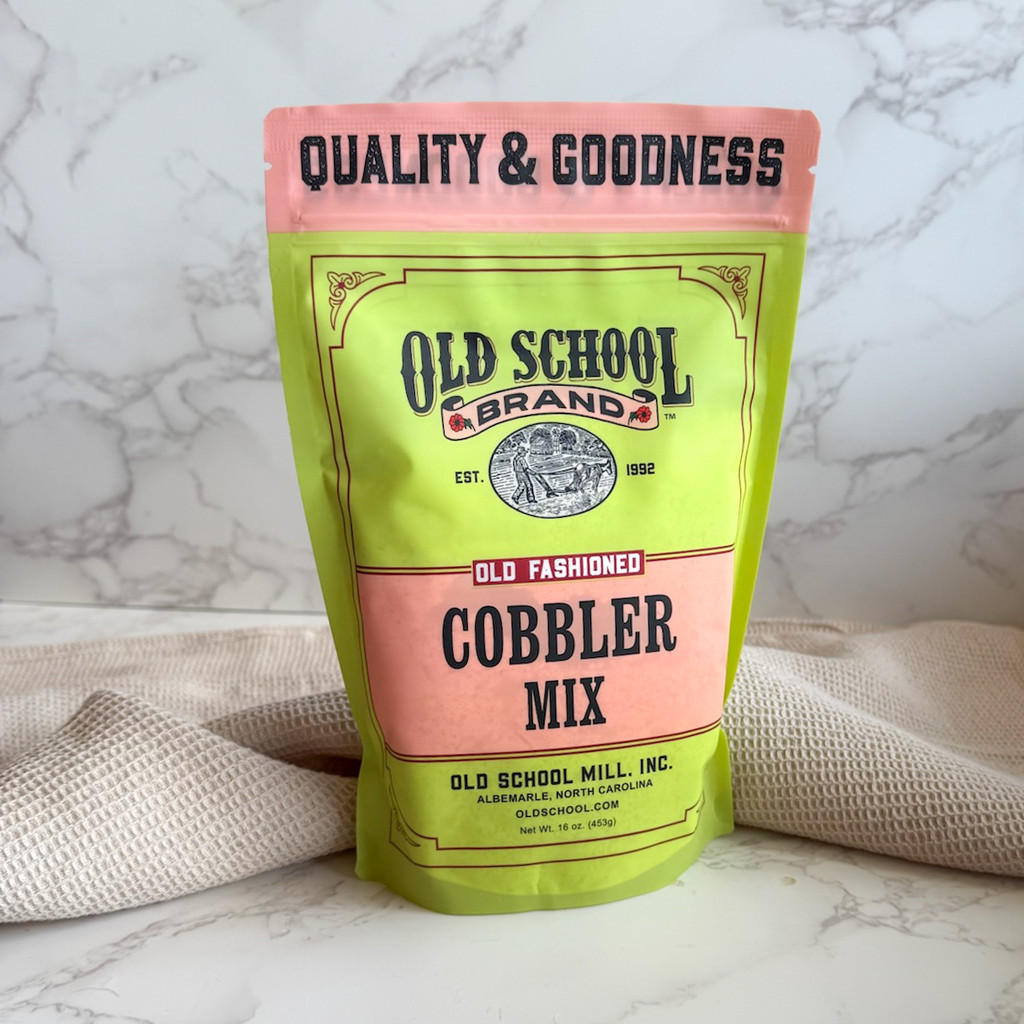 QUALITY & GOODNESS
OLD SCHOOL
BRAND
TM
EST. 1992
OLD FASHIONED
COBBLER
MIX
OLD SCHOOL MILL, INC.
ALBEMARLE, NORTH CAROLINA
OLDSCHOOL.COM
Net Wt. 16 oz. (453g)